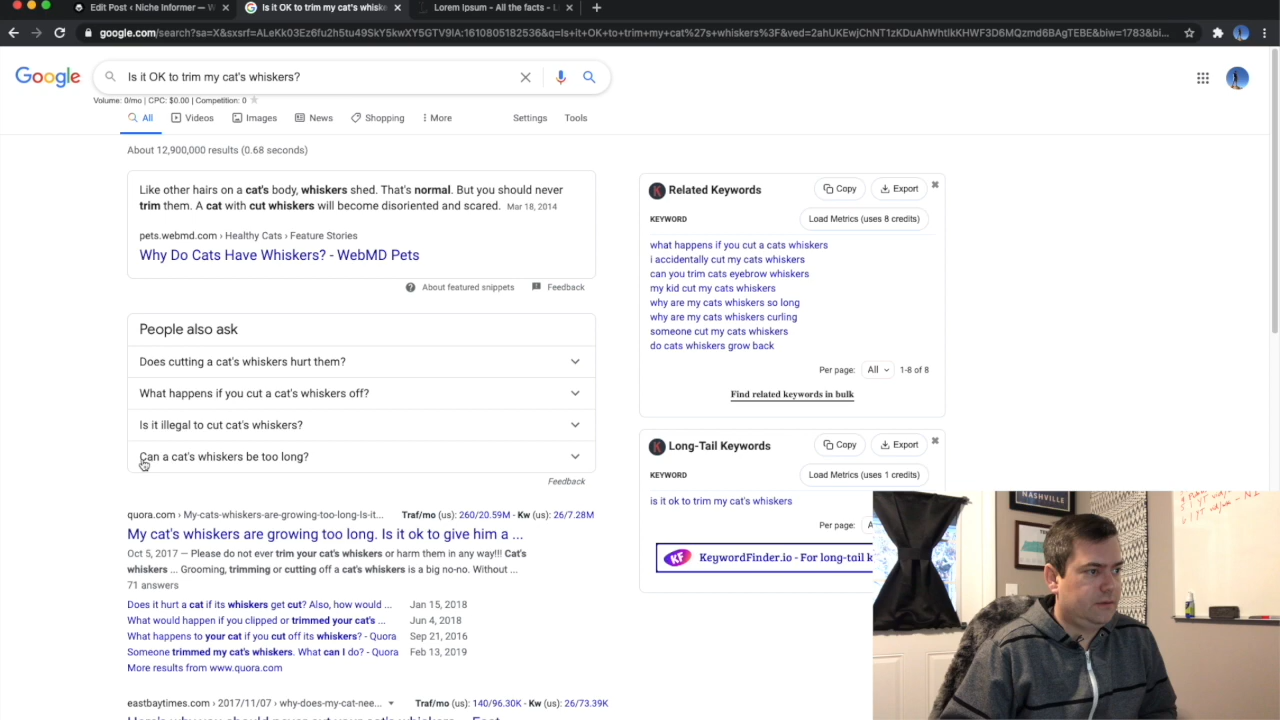 Edit Post ‹ Niche Informer — W
Is it OK to trim my cat's whiske
Lorem Ipsum - All the facts - L
google.com/search?sa=X&sxsrf=ALeKk03Ez6fu2h5tu49SkY5kwXY5GTV9IA:1610805182536&q=Is+it+OK+to+trim+my+cat%27s+whiskers%3F&ved=2ahUKEwjChNT1zKDuAhWhtlkKHWF3D6MQzmd6BAgTEBE&biw=1783&bi...
Google
Is it OK to trim my cat's whiskers?
Volume: 0/mo | CPC: $0.00 | Competition: 0
All
Videos
Images
News
Shopping
More
Settings
Tools
About 12,900,000 results (0.68 seconds)
Like other hairs on a cat's body, whiskers shed. That's normal. But you should never
trim them. A cat with cut whiskers will become disoriented and scared. Mar 18, 2014
pets.webmd.com › Healthy Cats › Feature Stories
Why Do Cats Have Whiskers? - WebMD Pets
About featured snippets
Feedback
People also ask
Does cutting a cat's whiskers hurt them?
What happens if you cut a cat's whiskers off?
Is it illegal to cut cat's whiskers?
Can a cat's whiskers be too long?
Feedback
quora.com › My-cats-whiskers-are-growing-too-long-Is-it...
Traf/mo (us): 260/20.59M - Kw (us): 26/7.28M
My cat's whiskers are growing too long. Is it ok to give him a ...
Oct 5, 2017 — Please do not ever trim your cat's whiskers or harm them in any way!!! Cat's
whiskers ... Grooming, trimming or cutting off a cat's whiskers is a big no-no. Without ...
71 answers
Does it hurt a cat if its whiskers get cut? Also, how would ...
Jan 15, 2018
What would happen if you clipped or trimmed your cat's ...
Jun 4, 2018
What happens to your cat if you cut off its whiskers? - Quora
Sep 21, 2016
Someone trimmed my cat's whiskers. What can I do? - Quora
Feb 13, 2019
More results from www.quora.com
eastbaytimes.com › 2017/11/07 › why-does-my-cat-nee...
Traf/mo (us): 140/96.30K - Kw (us): 26/73.39K
Here's why you should never cut your cat's whiskers - East
Related Keywords
Copy
Export
KEYWORD
Load Metrics (uses 8 credits)
what happens if you cut a cats whiskers
i accidentally cut my cats whiskers
can you trim cats eyebrow whiskers
my kid cut my cats whiskers
why are my cats whiskers so long
why are my cats whiskers curling
someone cut my cats whiskers
do cats whiskers grow back
Per page: All 1-8 of 8
Find related keywords in bulk
Long-Tail Keywords
Copy
Export
KEYWORD
Load Metrics (uses 1 credits)
is it ok to trim my cat's whiskers
Per page:
KF
KeywordFinder.io - For long-tail k
NASHVILLE